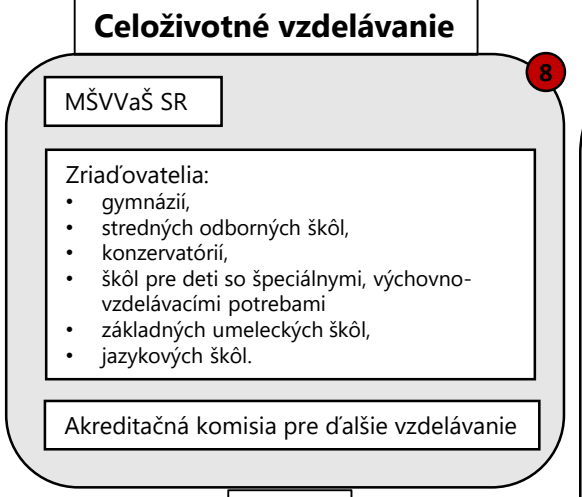 Celoživotné vzdelávanie
8
MŠVVaŠ SR
Zriaďovatelia:
• gymnázií,
• stredných odborných škôl,
• konzervatórií,
• škôl pre deti so špeciálnymi, výchovno-
vzdelávacími potrebami
• základných umeleckých škôl,
• jazykových škôl.
Akreditačná komisia pre ďalšie vzdelávanie